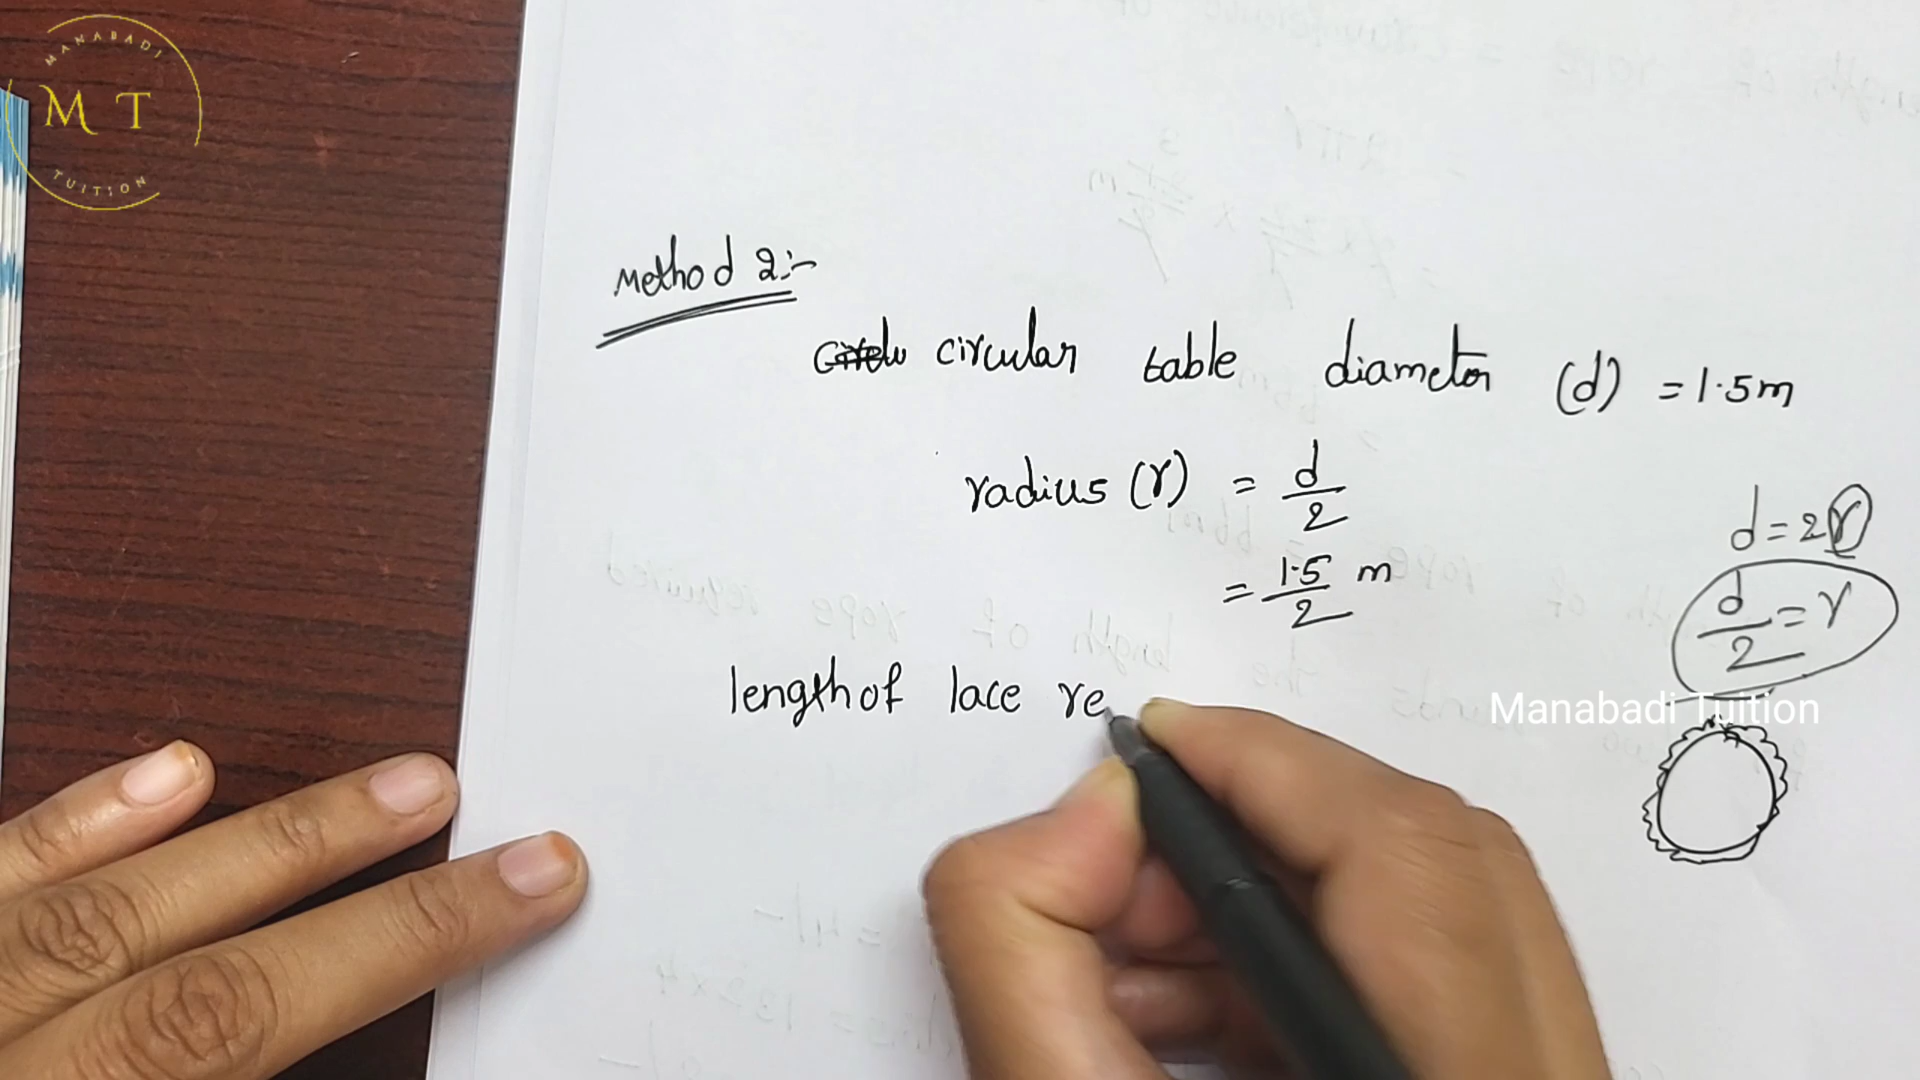 MANABADI
MT
TUITION
Method 2:-
circular table diameter (d) = 1.5m
radius (r) = d/2
= 1.5/2 m
d = 2r
d/2 = r
length of lace re
Manabadi Tuition